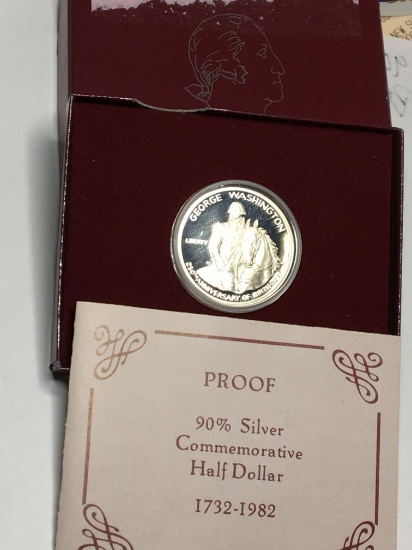 GEORGE WASHINGTON
LIBERTY
250TH ANNIVERSARY OF BIRTH
PROOF
90% Silver
Commemorative
Half Dollar
1732-1982